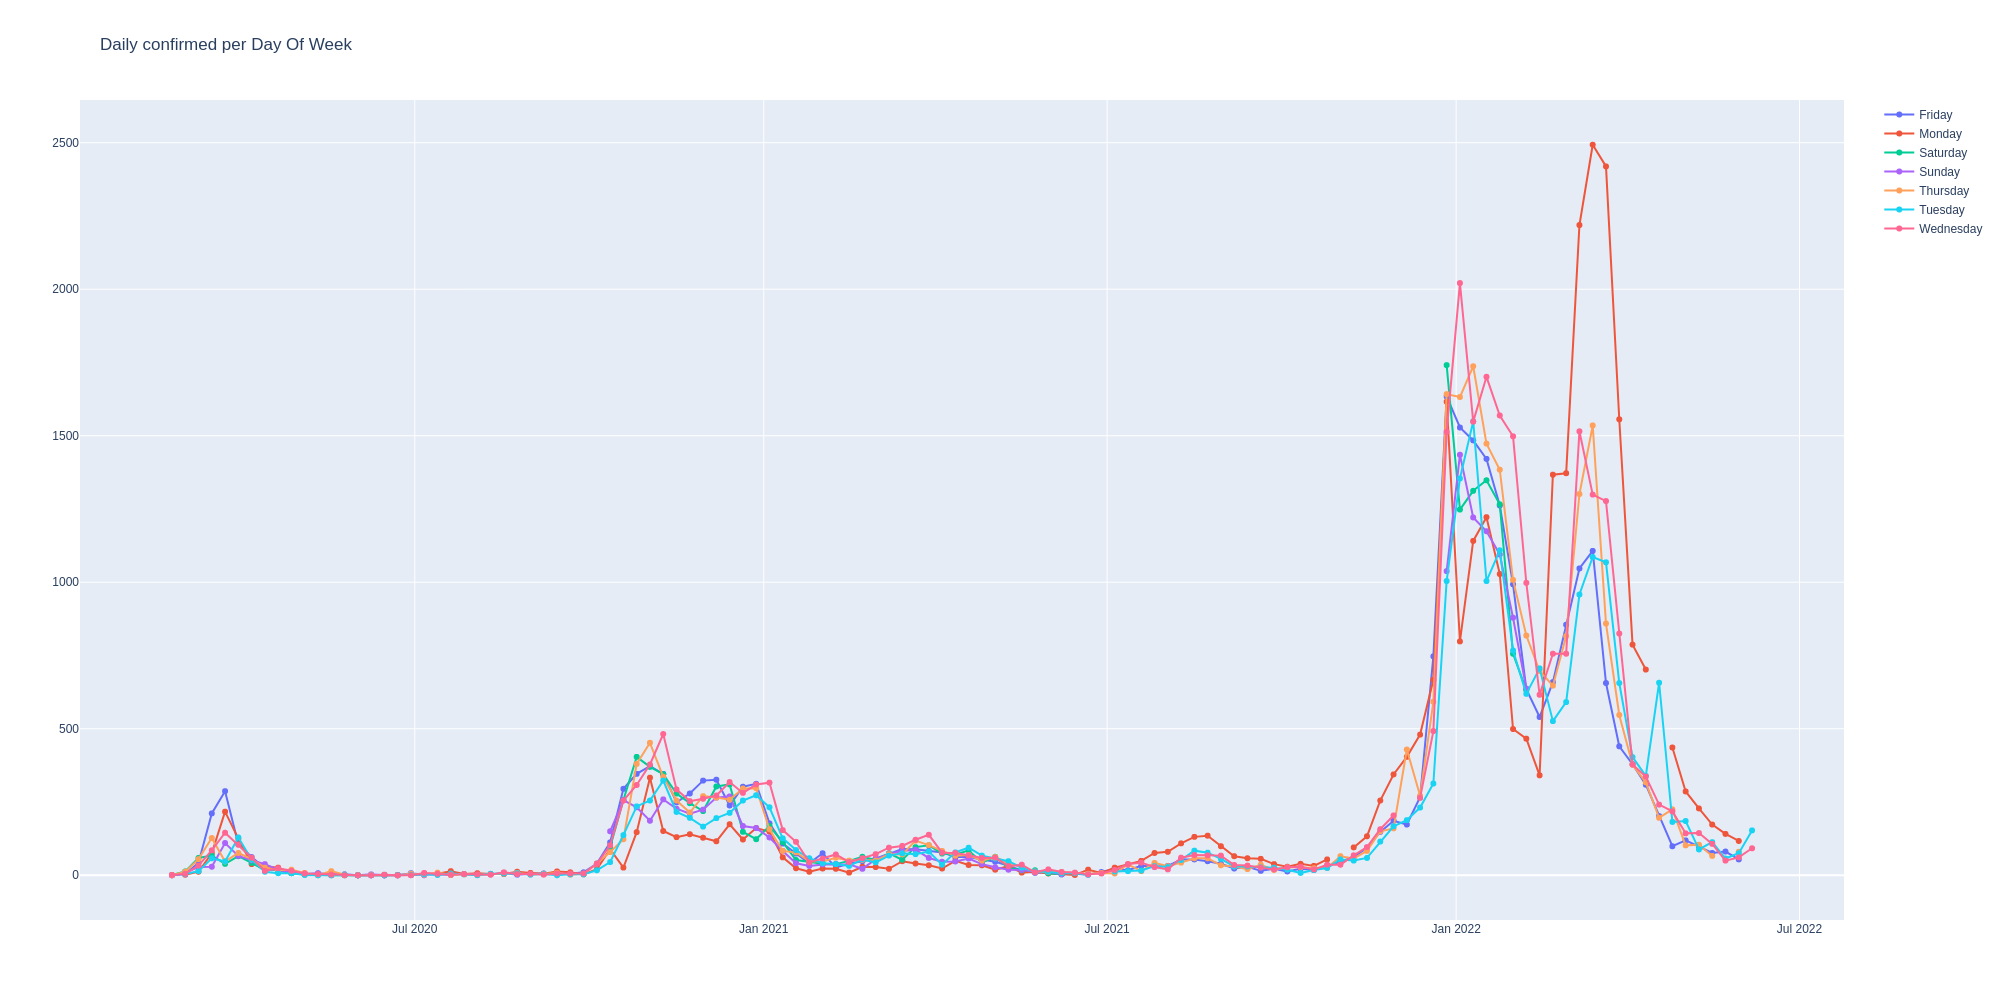 Daily confirmed per Day Of Week
2500
2000
1500
1000
500
0
Jul 2020
Jan 2021
Jul 2021
Jan 2022
Jul 2022
Friday
Monday
Saturday
Sunday
Thursday
Tuesday
Wednesday